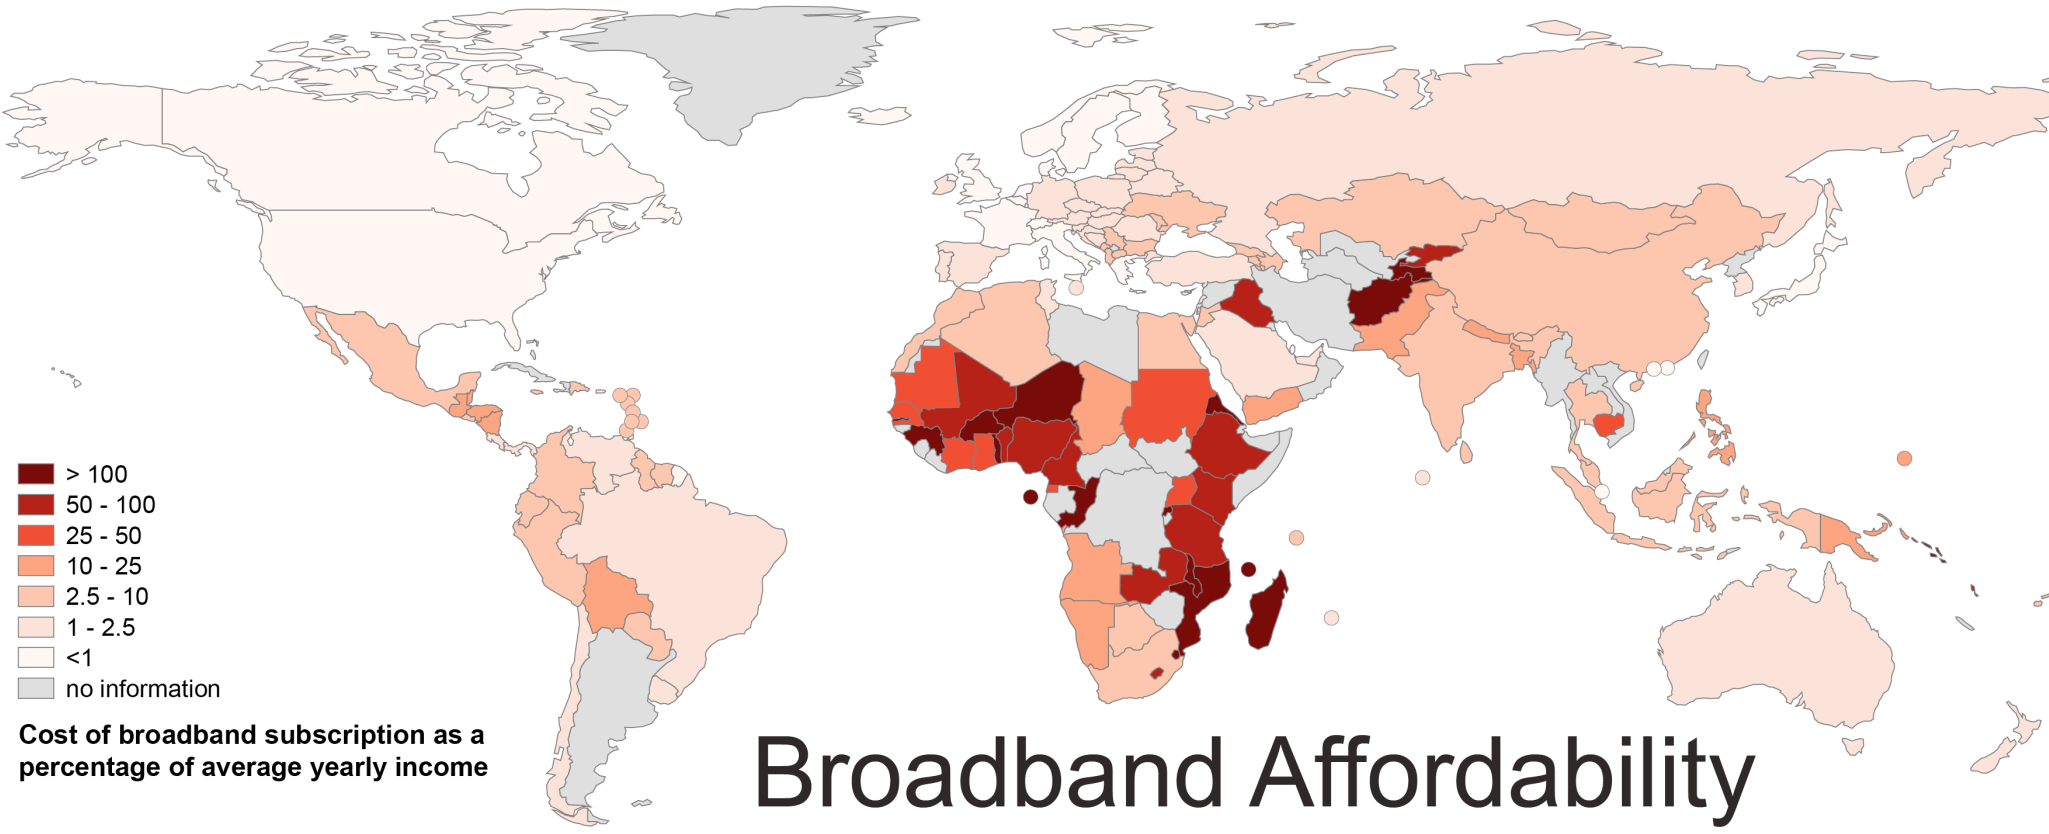 > 100
50 - 100
25 - 50
10 - 25
2.5 - 10
1 - 2.5
<1
no information
Cost of broadband subscription as a
percentage of average yearly income
Broadband Affordability